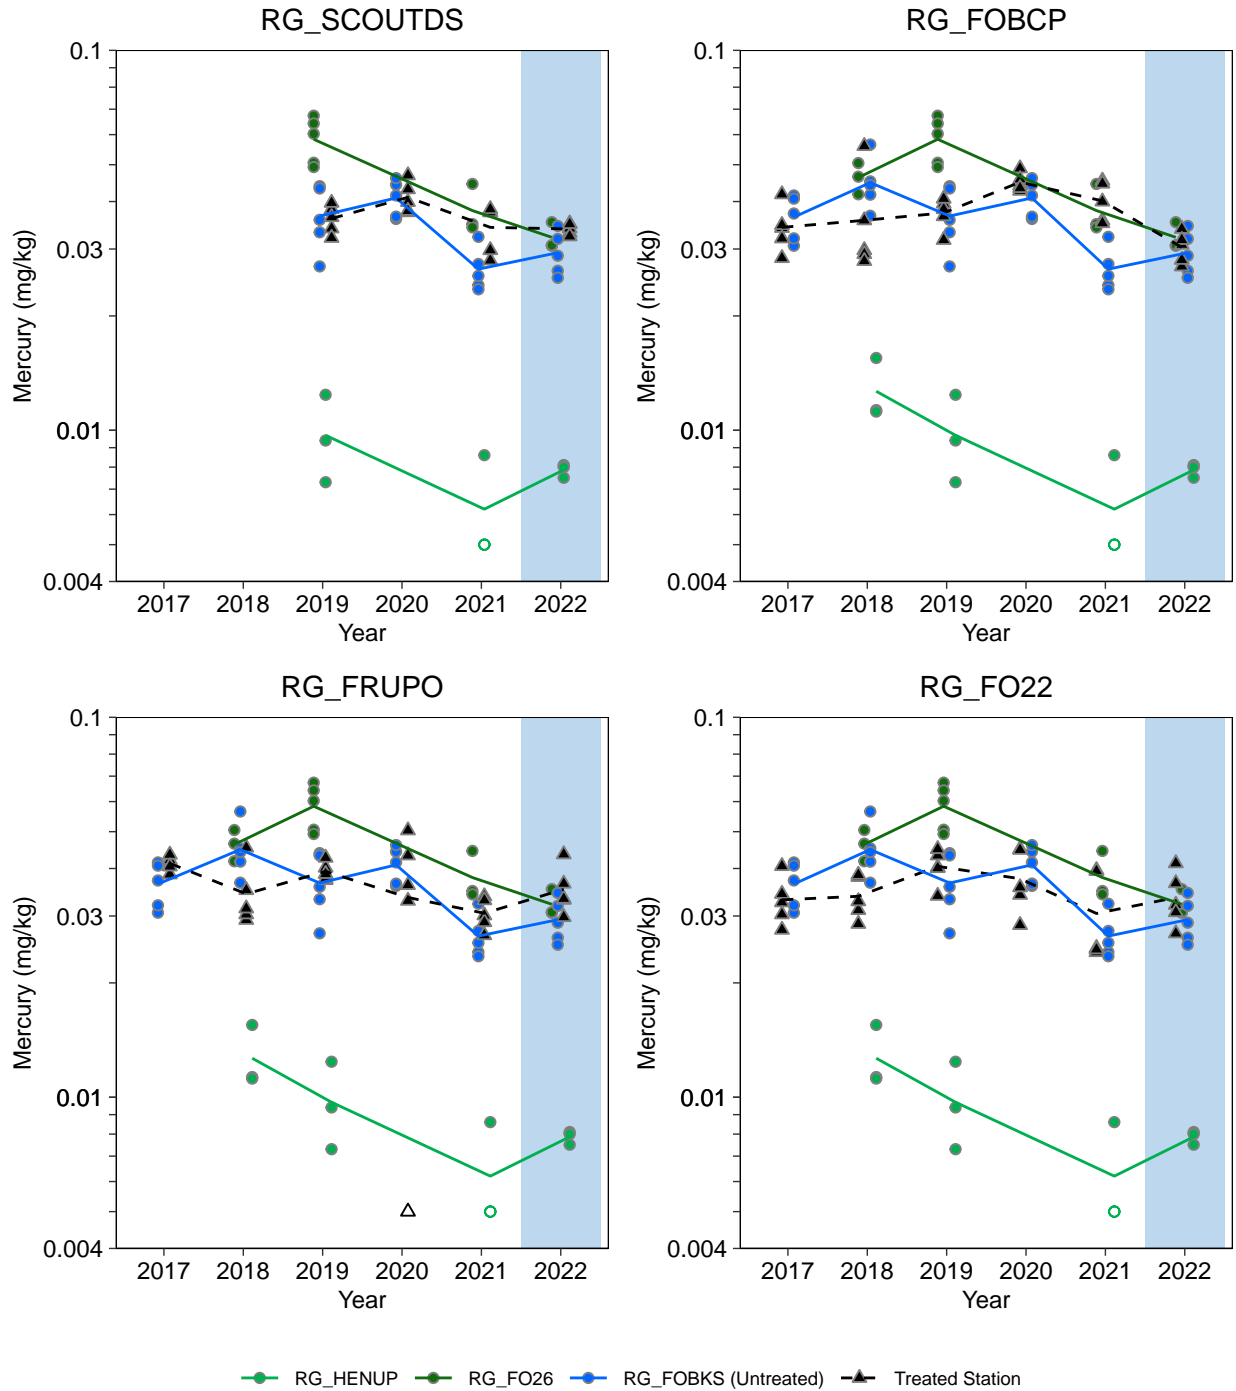 RG_SCOUTDS
RG_FOBCP
0.1
0.03
0.01
0.004
Mercury (mg/kg)
2017 2018 2019 2020 2021 2022
Year
0.1
0.03
0.01
0.004
Mercury (mg/kg)
2017 2018 2019 2020 2021 2022
Year
RG_FRUPO
RG_FO22
0.1
0.03
0.01
0.004
Mercury (mg/kg)
2017 2018 2019 2020 2021 2022
Year
0.1
0.03
0.01
0.004
Mercury (mg/kg)
2017 2018 2019 2020 2021 2022
Year
RG_HENUP RG_FO26 RG_FOBKS (Untreated) Treated Station